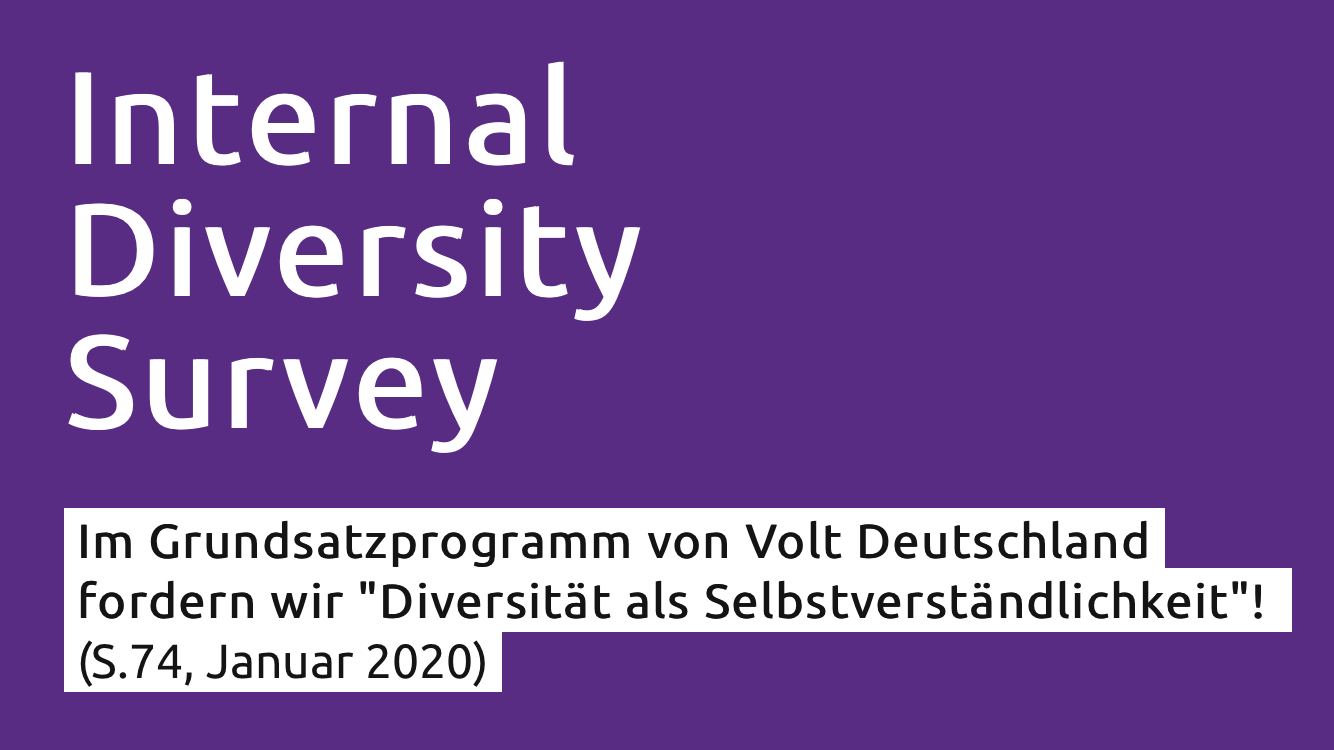 Internal
Diversity
Survey
Im Grundsatzprogramm von Volt Deutschland
fordern wir "Diversität als Selbstverständlichkeit"!
(S.74, Januar 2020)